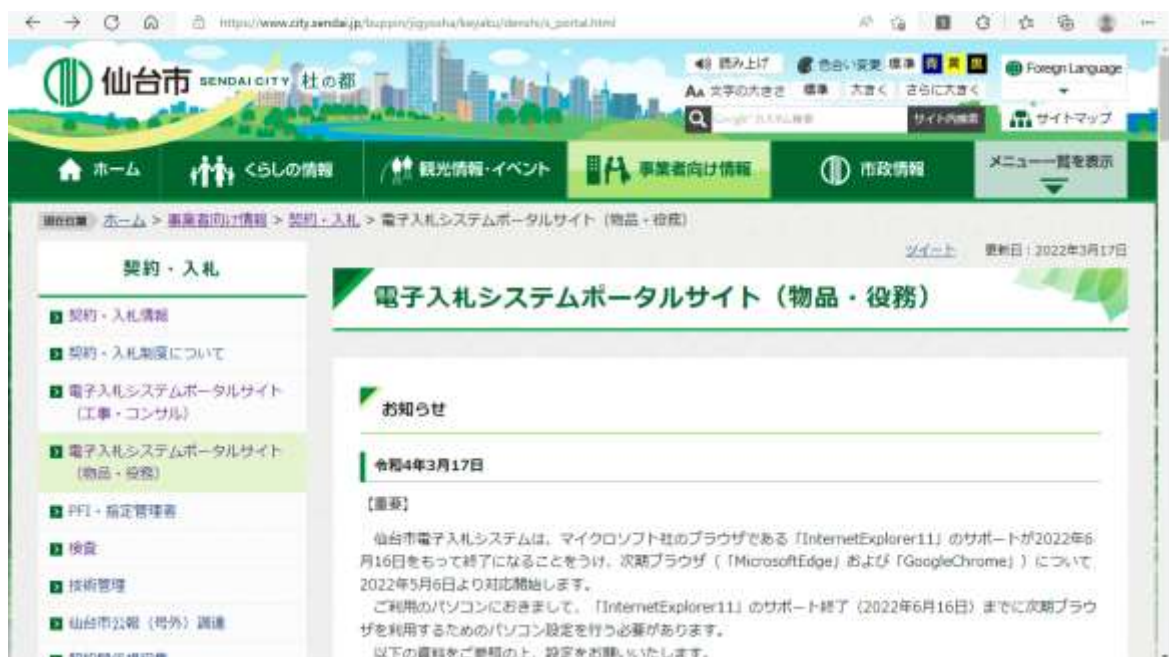 https://www.city.sendai.jp/buppin/jigyosha/keyaku/denshi/s_portal.html
仙台市 SENDAI CITY 杜の都
読み上げ 色合い変更 標準 青 黄 黒 Foreign Language
AA 文字の大きさ 標準 大きく さらに大きく
サイト内検索 サイトマップ
ホーム くらしの情報 観光情報・イベント 事業者向け情報 市政情報 メニュー一覧を表示
現在位置 ホーム > 事業者向け情報 > 契約・入札 > 電子入札システムポータルサイト（物品・役務）
ツイート 更新日：2022年3月17日
契約・入札
電子入札システムポータルサイト（物品・役務）
契約・入札情報
契約・入札制度について
電子入札システムポータルサイト
（工事・コンサル）
電子入札システムポータルサイト
（物品・役務）
PFI・指定管理者
検査
技術管理
仙台市公報（号外）調達
お知らせ
令和4年3月17日
【重要】
仙台市電子入札システムは、マイクロソフト社のブラウザである「InternetExplorer11」のサポートが2022年6
月16日をもって終了になることをうけ、次期ブラウザ（「MicrosoftEdge」および「GoogleChrome」）について
2022年5月6日より対応開始します。
ご利用のパソコンにおきまして、「InternetExplorer11」のサポート終了（2022年6月16日）までに次期ブラウ
ザを利用するためのパソコン設定を行う必要があります。
以下の資料をご参照の上、設定をお願いいたします。